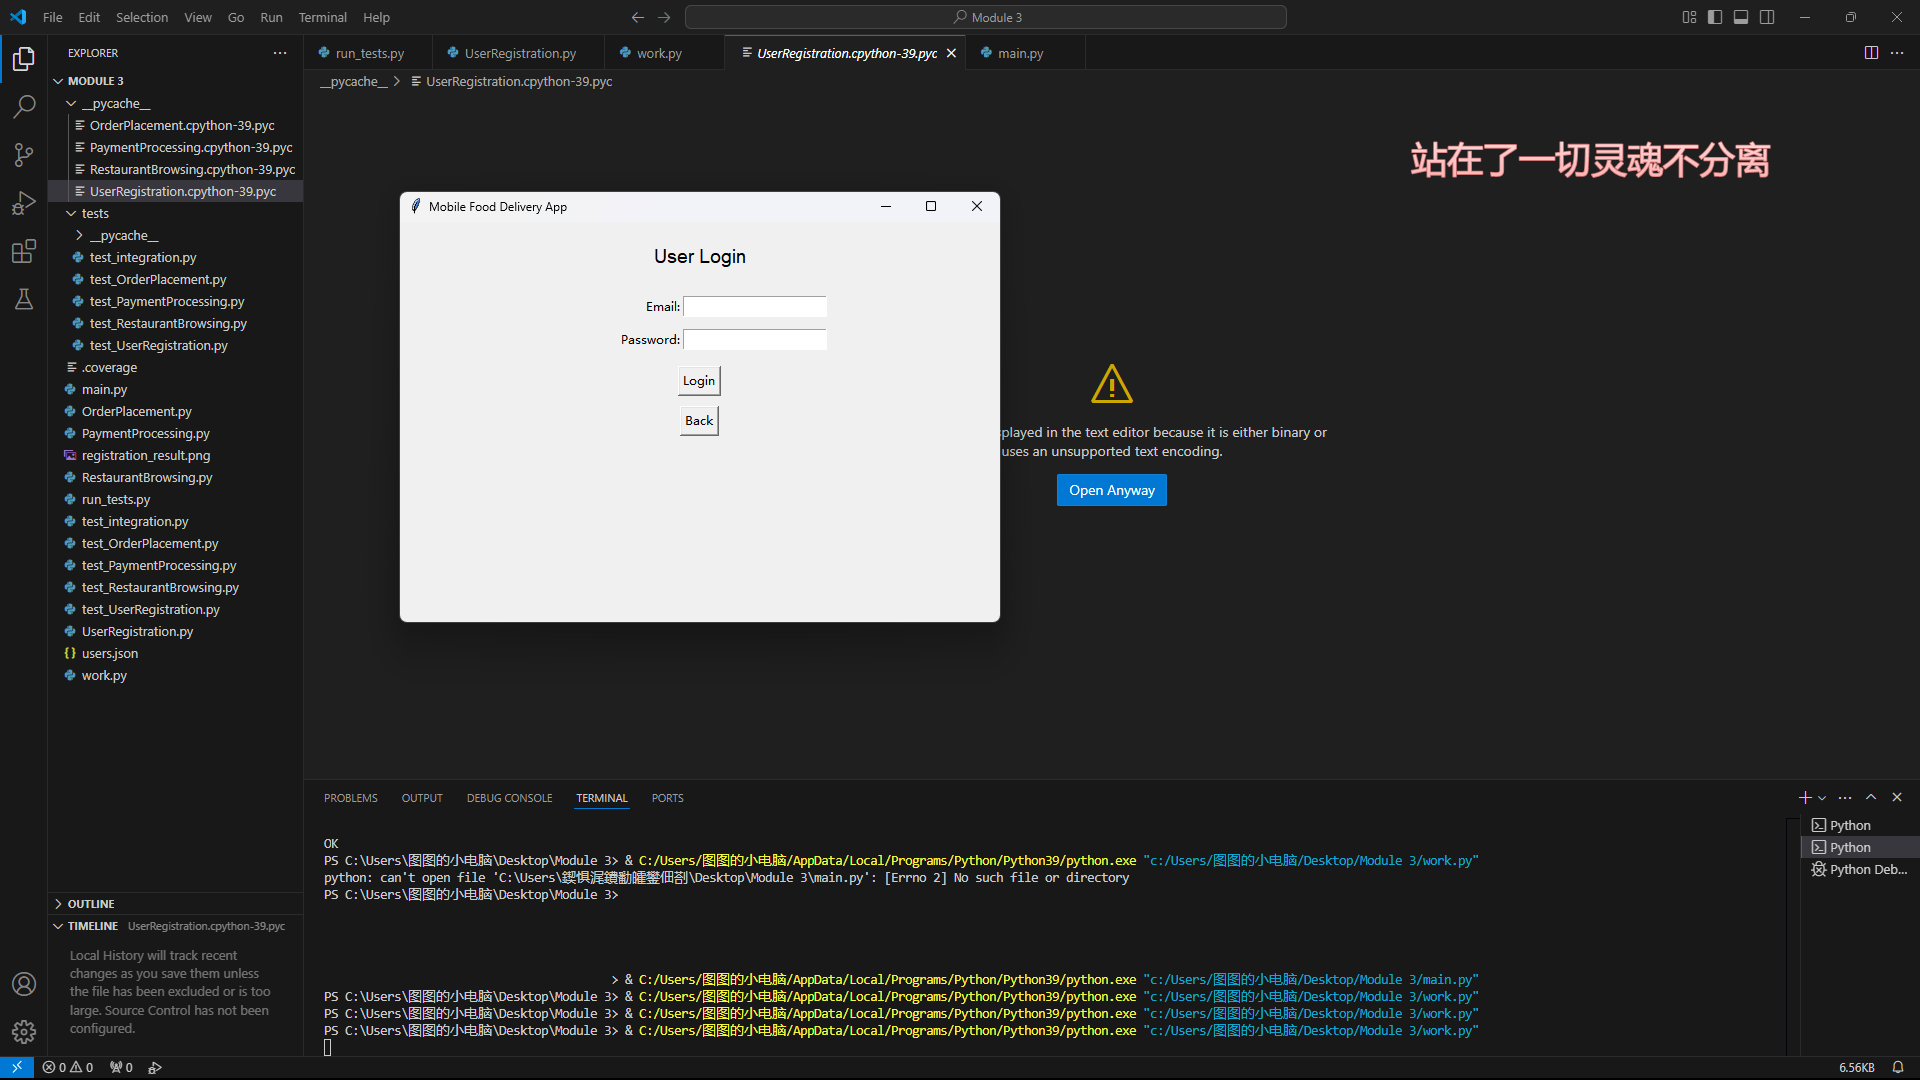 File Edit Selection View Go Run Terminal Help
Module 3
EXPLORER
MODULE 3
__pycache__
OrderPlacement.cpython-39.pyc
PaymentProcessing.cpython-39.pyc
RestaurantBrowsing.cpython-39.pyc
UserRegistration.cpython-39.pyc
tests
__pycache__
test_integration.py
test_OrderPlacement.py
test_PaymentProcessing.py
test_RestaurantBrowsing.py
test_UserRegistration.py
.coverage
main.py
OrderPlacement.py
PaymentProcessing.py
registration_result.png
RestaurantBrowsing.py
run_tests.py
test_integration.py
test_OrderPlacement.py
test_PaymentProcessing.py
test_RestaurantBrowsing.py
test_UserRegistration.py
UserRegistration.py
users.json
work.py
OUTLINE
TIMELINE UserRegistration.cpython-39.pyc
Local History will track recent
changes as you save them unless
the file has been excluded or is too
large. Source Control has not been
configured.
run_tests.py UserRegistration.py work.py UserRegistration.cpython-39.pyc main.py
__pycache__ > UserRegistration.cpython-39.pyc
站在了一切灵魂不分离
Mobile Food Delivery App
User Login
Email:
Password:
Login
Back
splayed in the text editor because it is either binary or
uses an unsupported text encoding.
Open Anyway
PROBLEMS OUTPUT DEBUG CONSOLE TERMINAL PORTS
OK
PS C:\Users\图图的小电脑\Desktop\Module 3> & C:/Users/图图的小电脑/AppData/Local/Programs/Python/Python39/python.exe "c:/Users/图图的小电脑/Desktop/Module 3/work.py"
python: can't open file 'C:\Users\鍥惧浘鐨勫皬鐢佃剳\Desktop\Module 3\main.py': [Errno 2] No such file or directory
PS C:\Users\图图的小电脑\Desktop\Module 3>
> & C:/Users/图图的小电脑/AppData/Local/Programs/Python/Python39/python.exe "c:/Users/图图的小电脑/Desktop/Module 3/main.py"
PS C:\Users\图图的小电脑\Desktop\Module 3> & C:/Users/图图的小电脑/AppData/Local/Programs/Python/Python39/python.exe "c:/Users/图图的小电脑/Desktop/Module 3/work.py"
PS C:\Users\图图的小电脑\Desktop\Module 3> & C:/Users/图图的小电脑/AppData/Local/Programs/Python/Python39/python.exe "c:/Users/图图的小电脑/Desktop/Module 3/work.py"
PS C:\Users\图图的小电脑\Desktop\Module 3> & C:/Users/图图的小电脑/AppData/Local/Programs/Python/Python39/python.exe "c:/Users/图图的小电脑/Desktop/Module 3/work.py"
Python
Python
Python Deb...
0 0 0
6.56KB